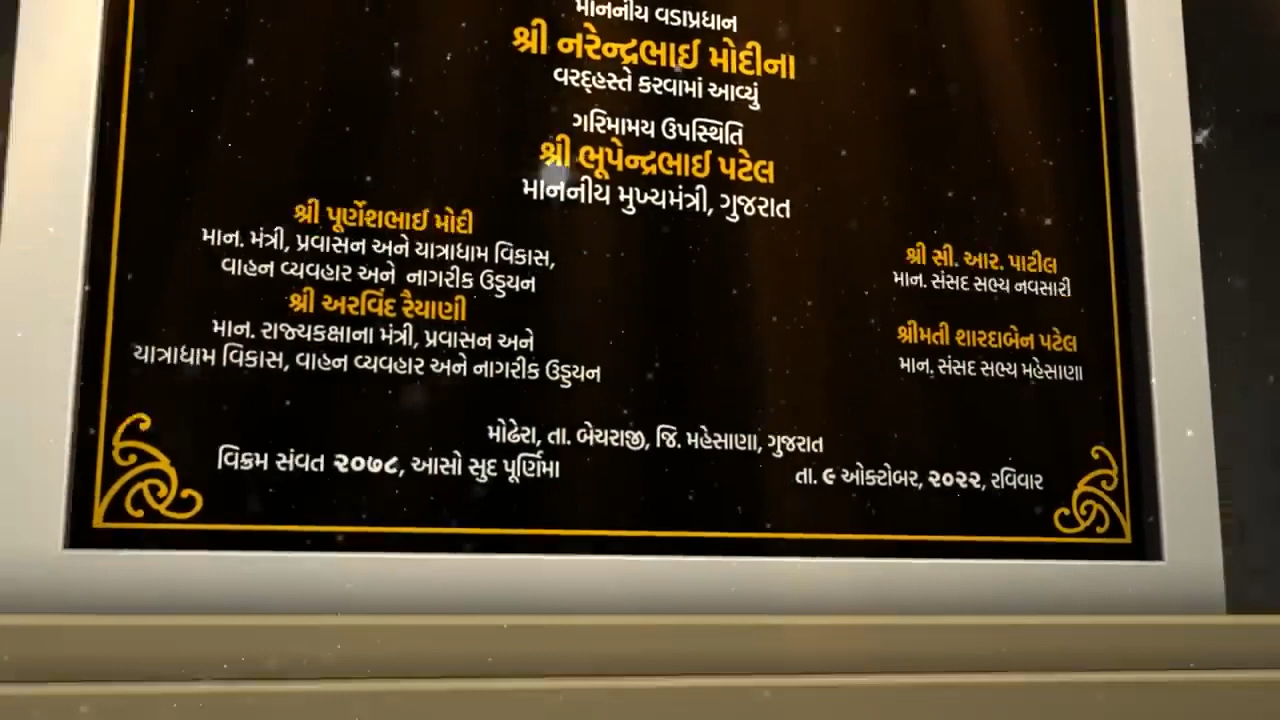 માનનીય વડાપ્રધાન
શ્રી નરેન્દ્રભાઈ મોદીના
વરદ્હસ્તે કરવામાં આવ્યું
ગરિમામય ઉપસ્થિતિ
શ્રી ભૂપેન્દ્રભાઈ પટેલ
માનનીય મુખ્યમંત્રી, ગુજરાત
શ્રી પૂર્ણેશભાઈ મોદી
માન. મંત્રી, પ્રવાસન અને યાત્રાધામ વિકાસ,
વાહન વ્યવહાર અને નાગરીક ઉડ્ડયન
શ્રી અરવિંદ રૈયાણી
માન. રાજ્યકક્ષાના મંત્રી, પ્રવાસન અને
યાત્રાધામ વિકાસ, વાહન વ્યવહાર અને નાગરીક ઉડ્ડયન
શ્રી સી. આર. પાટીલ
માન. સંસદ સભ્ય નવસારી
શ્રીમતી શારદાબેન પટેલ
માન. સંસદ સભ્ય મહેસાણા
મોઢેરા, તા. બેચરાજી, જિ. મહેસાણા, ગુજરાત
વિક્રમ સંવત ૨૦૭૮, આસો સુદ પૂર્ણિમા
તા. ૯ ઓક્ટોબર, ૨૦૨૨, રવિવાર